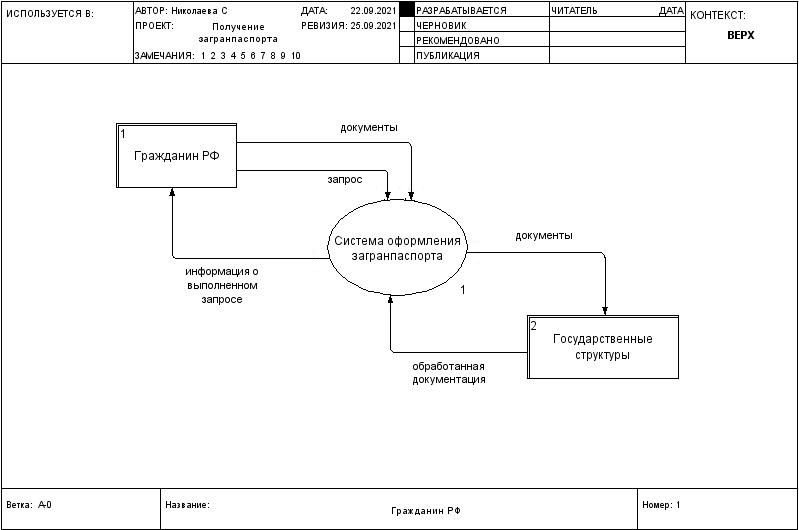 ИСПОЛЬЗУЕТСЯ В:
АВТОР: Николаева С
ДАТА: 22.09.2021
ПРОЕКТ: Получение
загранпаспорта
РЕВИЗИЯ: 25.09.2021
ЗАМЕЧАНИЯ: 1 2 3 4 5 6 7 8 9 10
РАЗРАБАТЫВАЕТСЯ
ЧЕРНОВИК
РЕКОМЕНДОВАНО
ПУБЛИКАЦИЯ
ЧИТАТЕЛЬ ДАТА
КОНТЕКСТ:
ВЕРХ
1
Гражданин РФ
документы
запрос
Система оформления
загранпаспорта
1
информация о
выполненном
запросе
документы
2
Государственные
структуры
обработанная
документация
Ветка: A-0
Название:
Гражданин РФ
Номер: 1